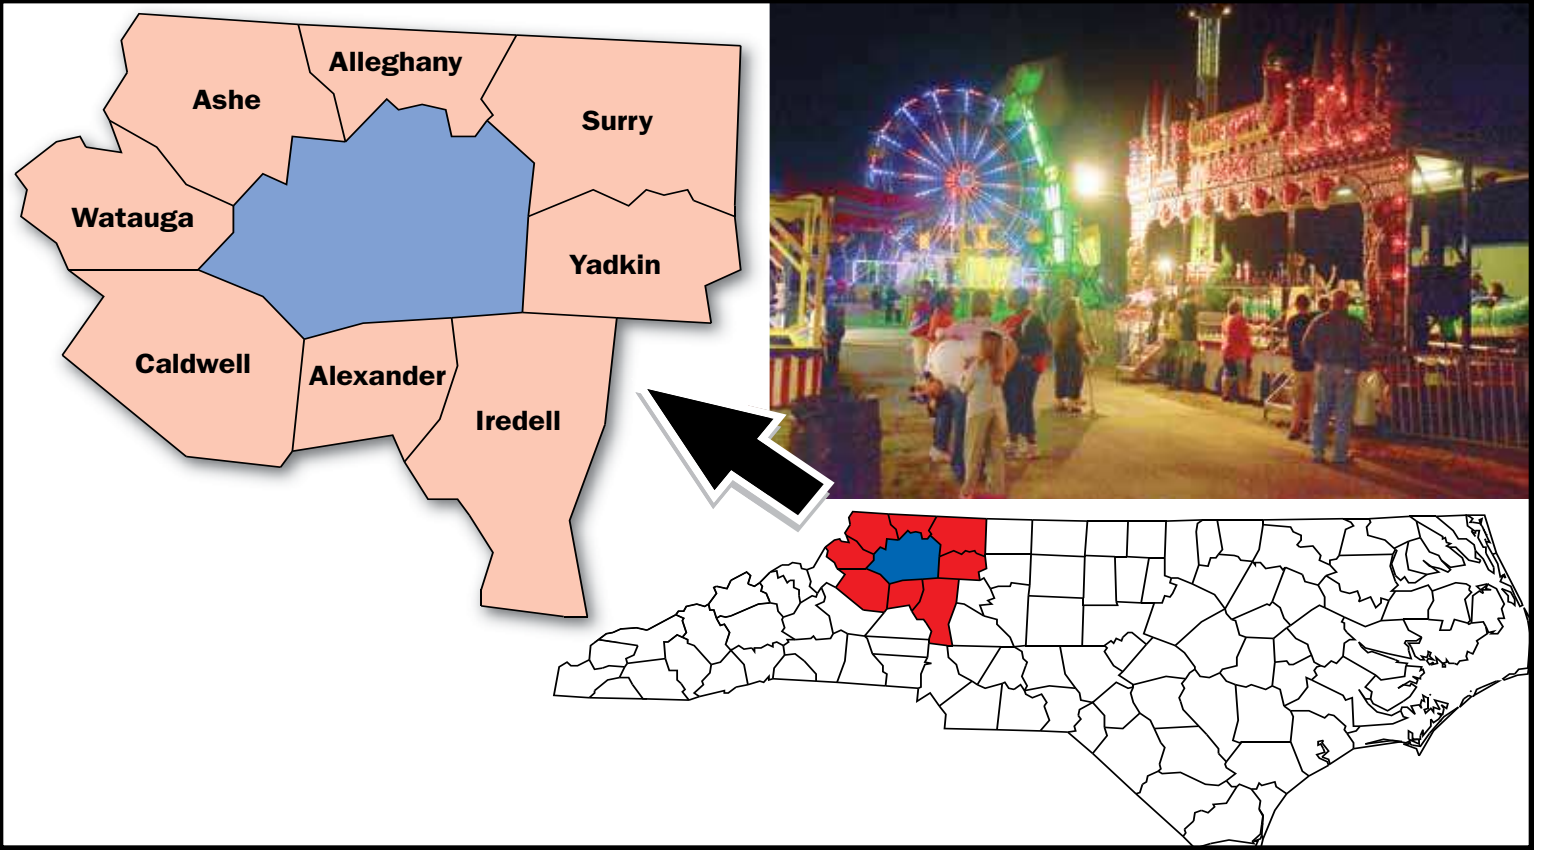 Alleghany
Ashe
Surry
Watauga
Yadkin
Caldwell
Alexander
Iredell